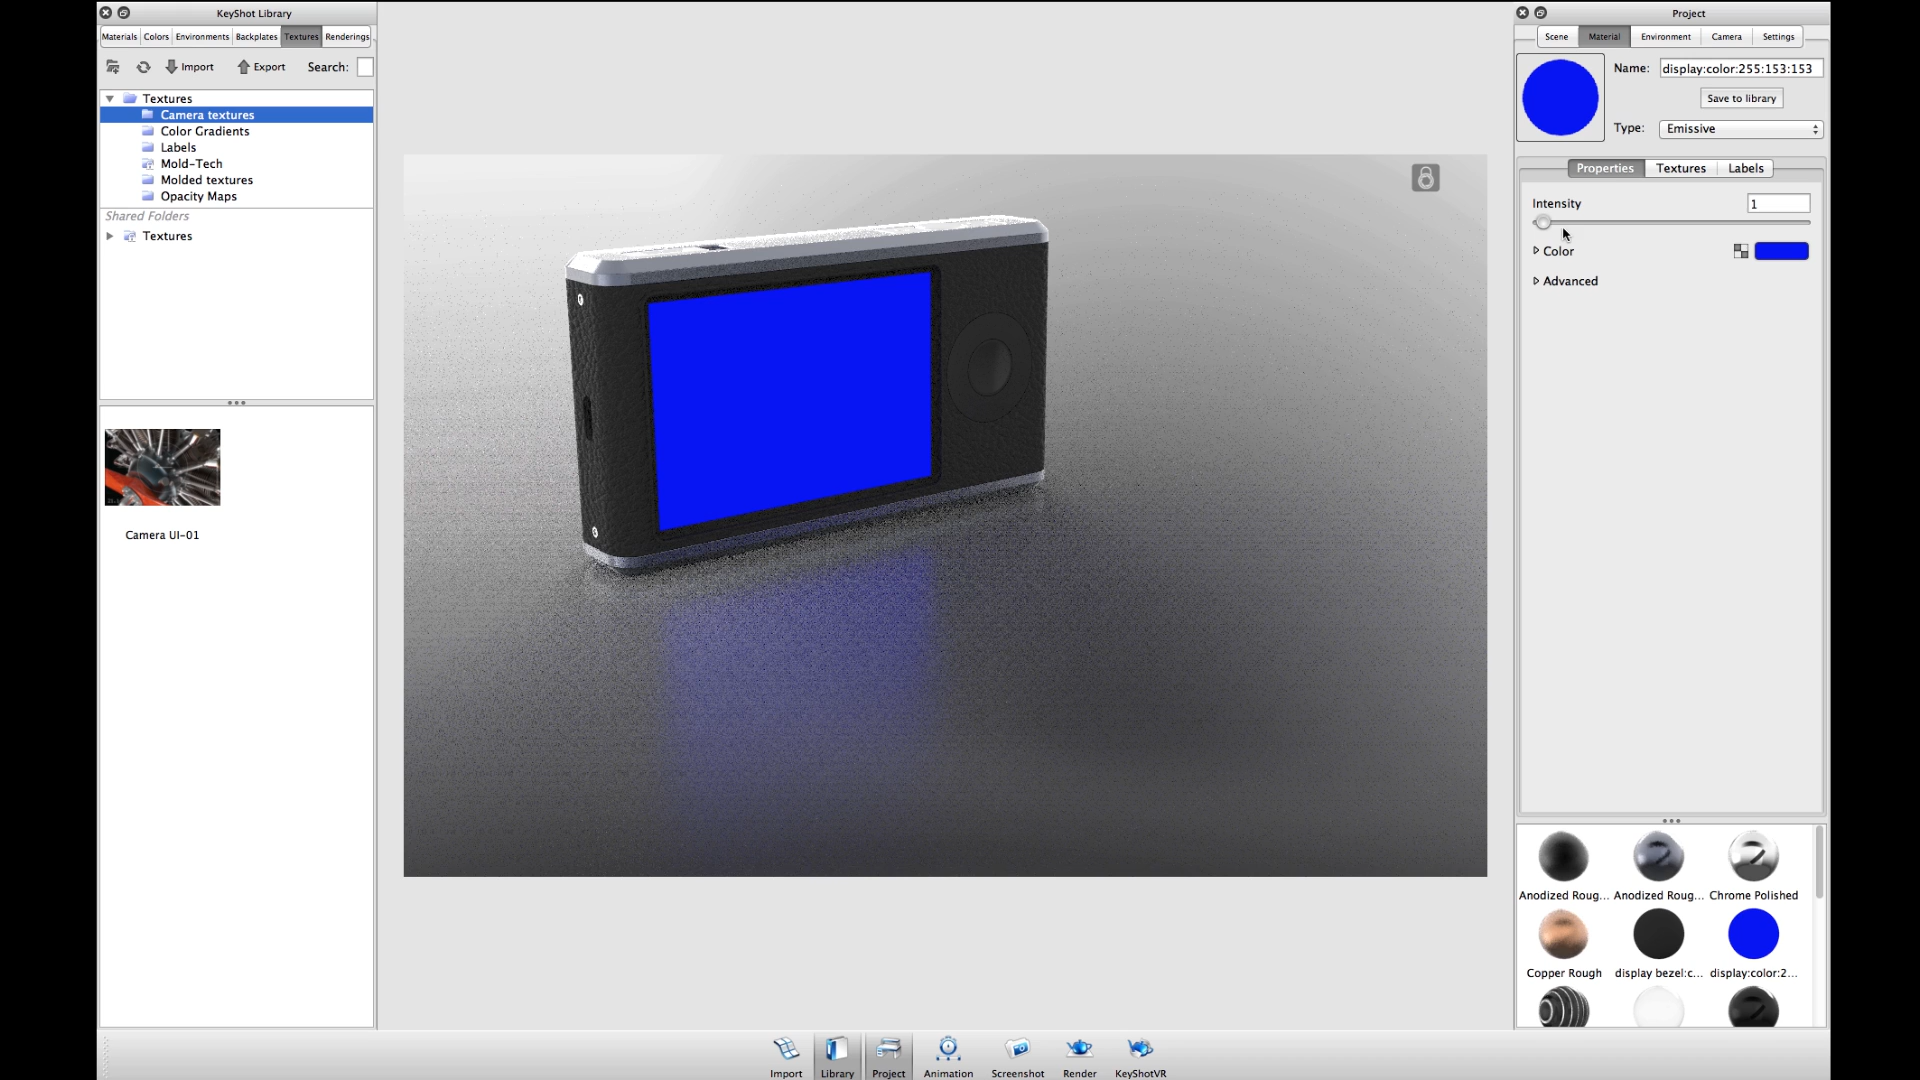 KeyShot Library
Materials Colors Environments Backplates Textures Renderings
Import Export Search:
Textures
Camera textures
Color Gradients
Labels
Mold-Tech
Molded textures
Opacity Maps
Shared Folders
Textures
Camera UI-01
Project
Scene Material Environment Camera Settings
Name: display:color:255:153:153
Save to library
Type: Emissive
Properties Textures Labels
Intensity 1
Color
Advanced
Anodized Roug... Anodized Roug... Chrome Polished
Copper Rough display bezel:c... display:color:2...
Import Library Project Animation Screenshot Render KeyShotVR